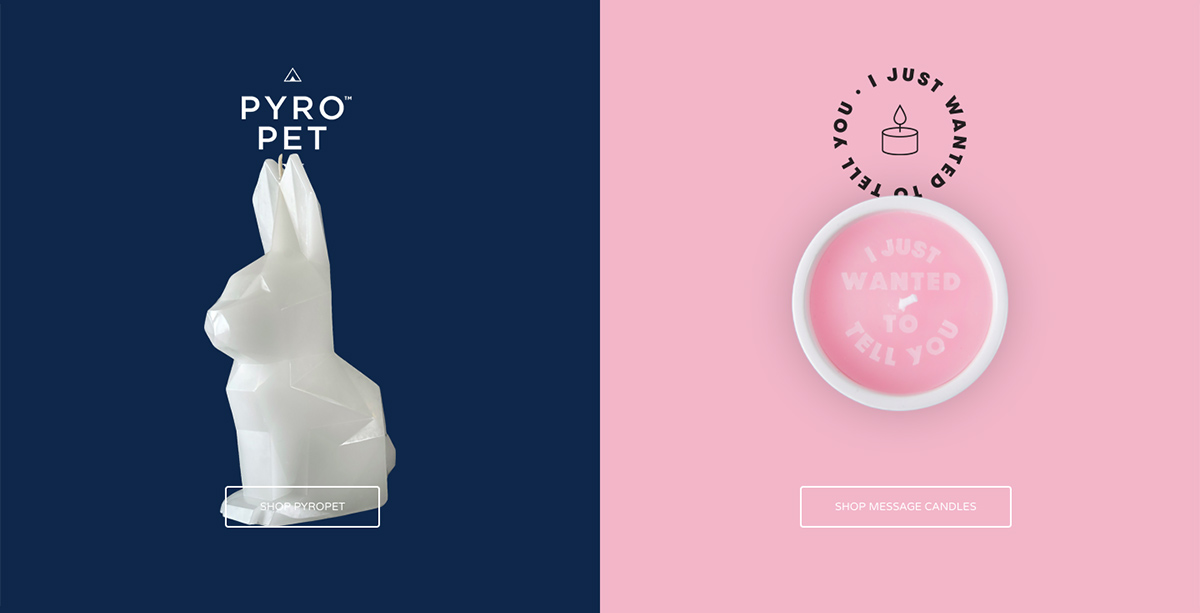 PYRO™
PET
SHOP PYROPET
I JUST WANTED TO TELL YOU •
I JUST
WANTED
TO
TELL YOU
SHOP MESSAGE CANDLES